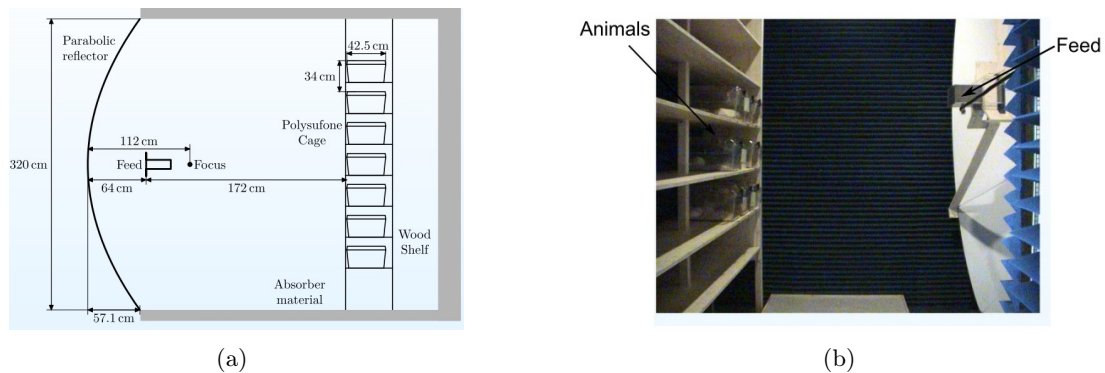 Parabolic
reflector
42.5 cm
34 cm
Polysufone
Cage
112 cm
320 cm
Feed
Focus
64 cm
172 cm
Wood
Shelf
Absorber
material
57.1 cm
(a)
Animals
Feed
(b)